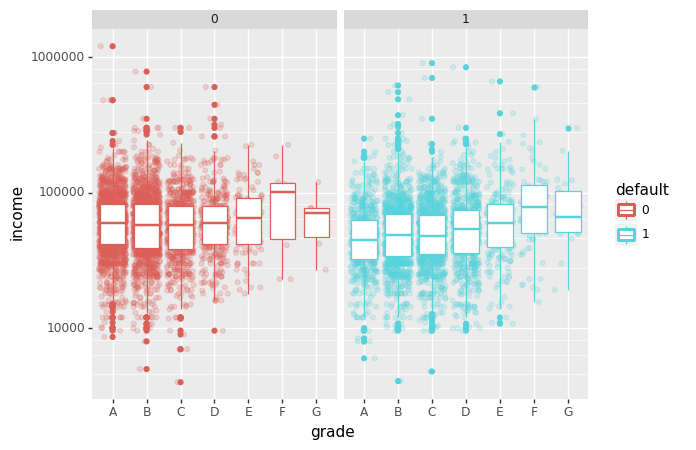 0 1
1000000
100000
10000
income
A B C D E F G A B C D E F G
grade
default
0
1